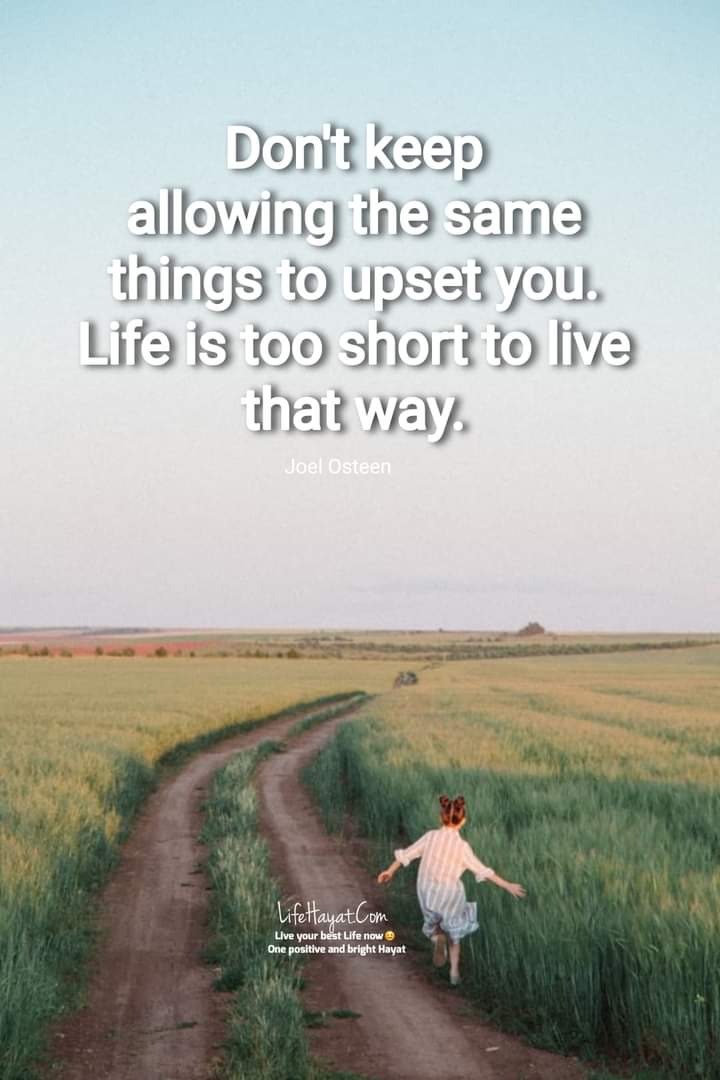 Don't keep
allowing the same
things to upset you.
Life is too short to live
that way.
Joel Osteen
LifeHayat.Com
Live your best Life now😊
One positive and bright Hayat